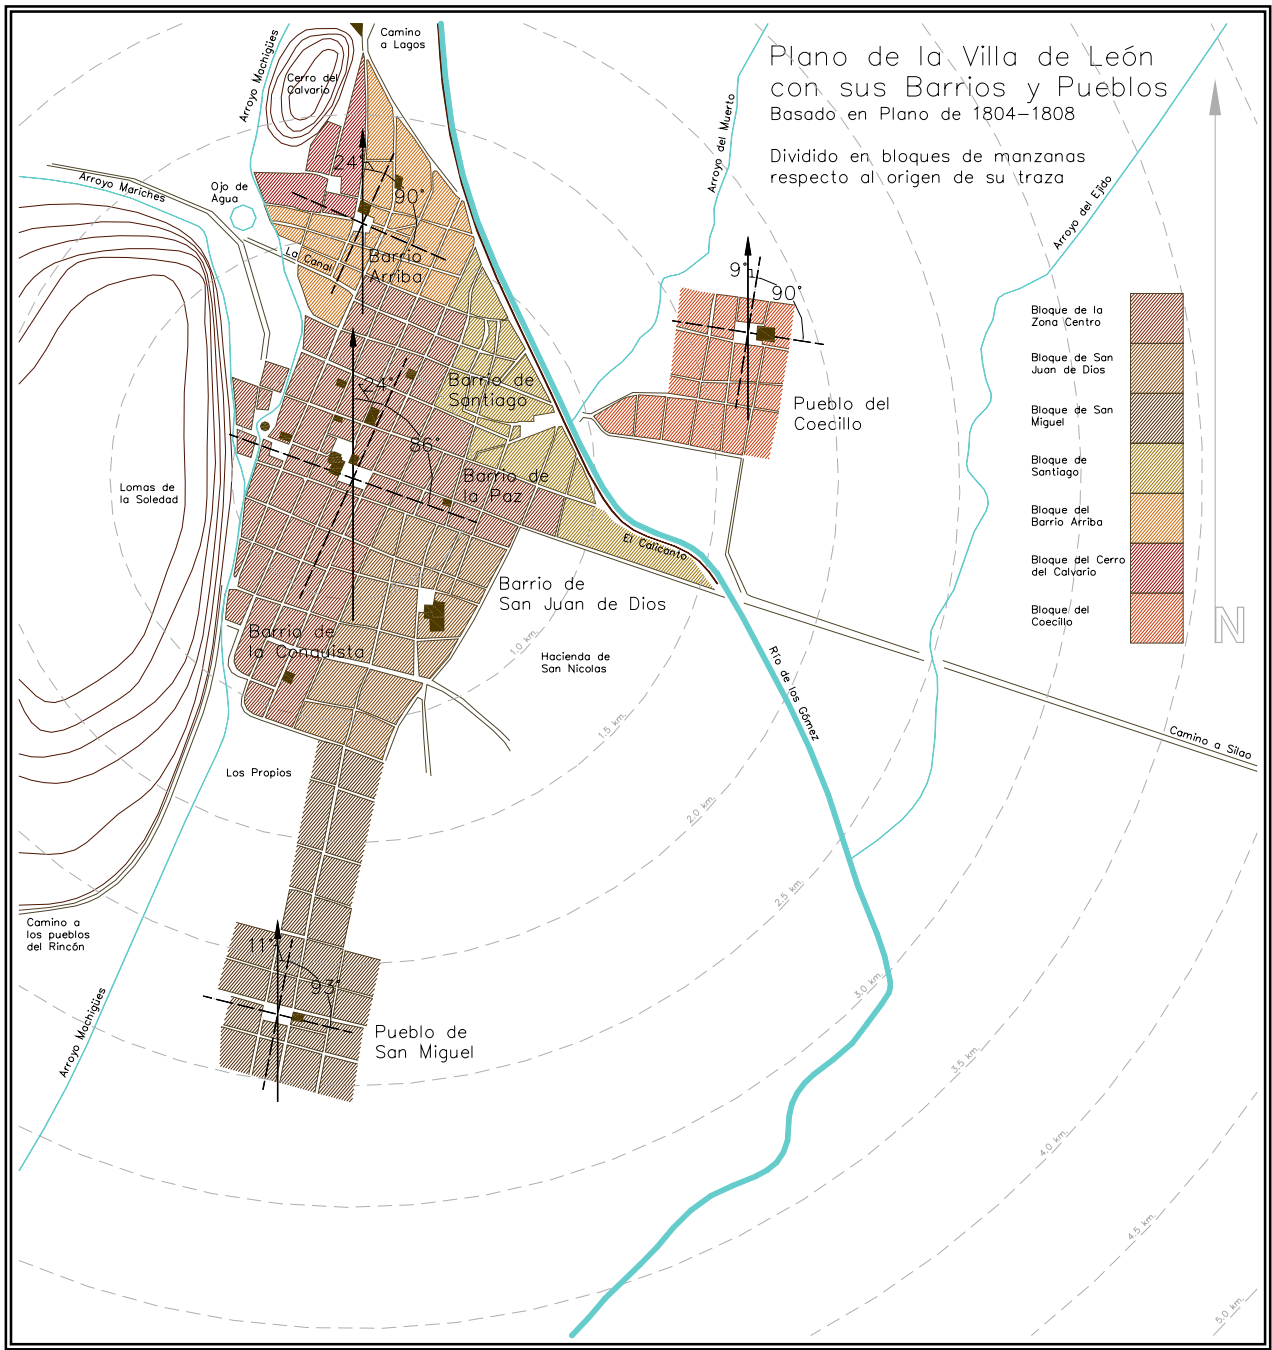 Plano de la Villa de León
con sus Barrios y Pueblos
Basado en Plano de 1804-1808
Dividido en bloques de manzanas
respecto al origen de su traza
Camino
a Lagos
Arroyo Machigües
Cerro del
Calvario
Arroyo del Muerto
Arroyo del Ejido
Arroyo Mariches
Ojo de
Agua
24°
90°
La Canal
Barrio
Arriba
9°
90°
Pueblo del
Coecillo
Barrio de
Santiago
24°
86°
Barrio de
la Paz
Lomas de
la Soledad
El Calicanto
Barrio de
San Juan de Dios
Barrio de
la Conquista
Hacienda de
San Nicolas
Río de los Gómez
Camino a Silao
Los Propios
Camino a
los pueblos
del Rincón
11°
93°
Pueblo de
San Miguel
Arroyo Machigües
Bloque de la
Zona Centro
Bloque de San
Juan de Dios
Bloque de San
Miguel
Bloque de
Santiago
Bloque del
Barrio Arriba
Bloque del Cerro
del Calvario
Bloque del
Coecillo
N
1.0 km.
1.5 km.
2.0 km.
2.5 km.
3.0 km.
3.5 km.
4.0 km.
4.5 km.
5.0 km.